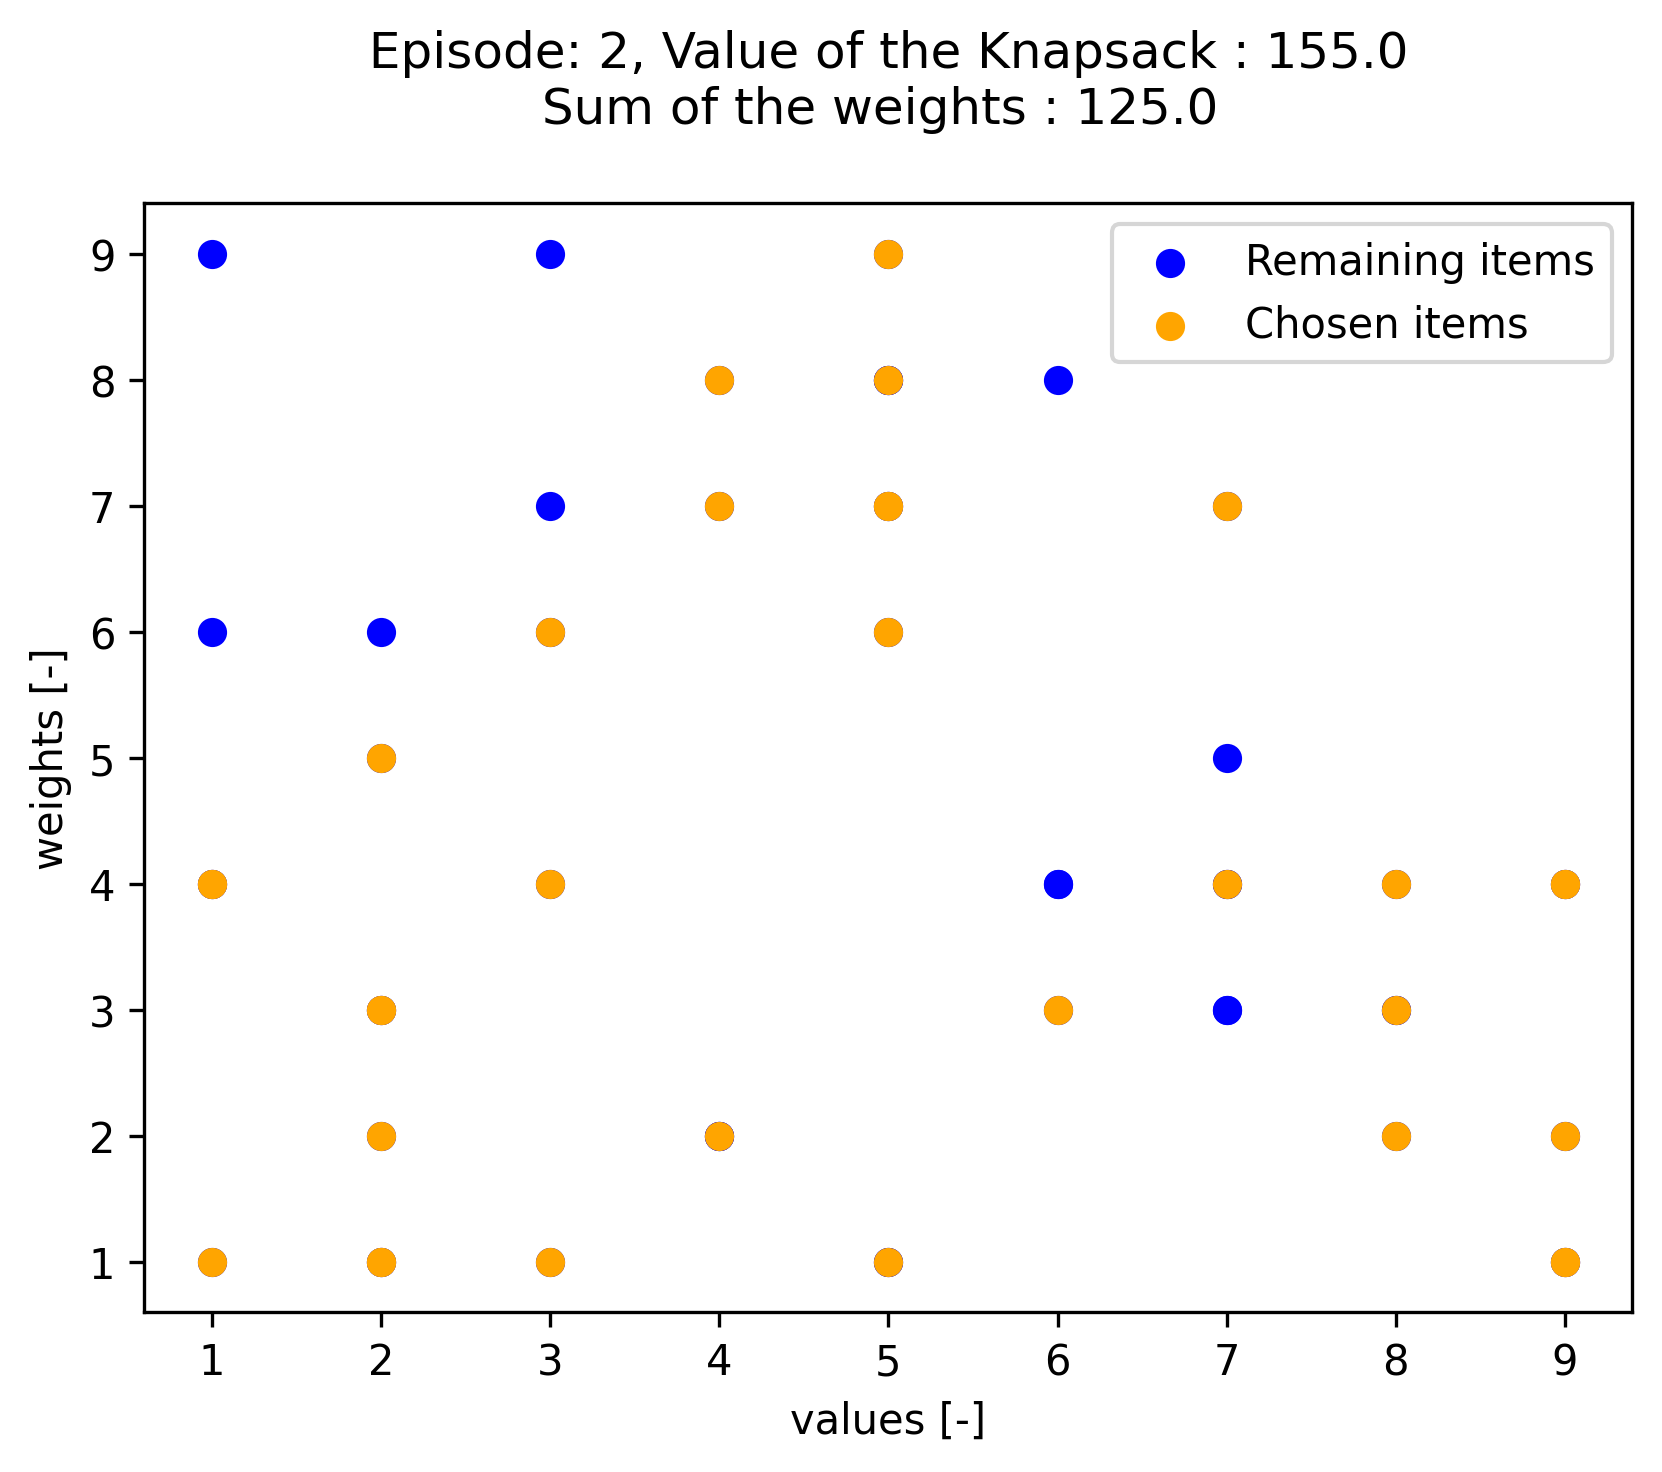 Episode: 2, Value of the Knapsack : 155.0
Sum of the weights : 125.0
Remaining items
Chosen items
9
8
7
6
5
4
3
2
1
weights [-]
1 2 3 4 5 6 7 8 9
values [-]